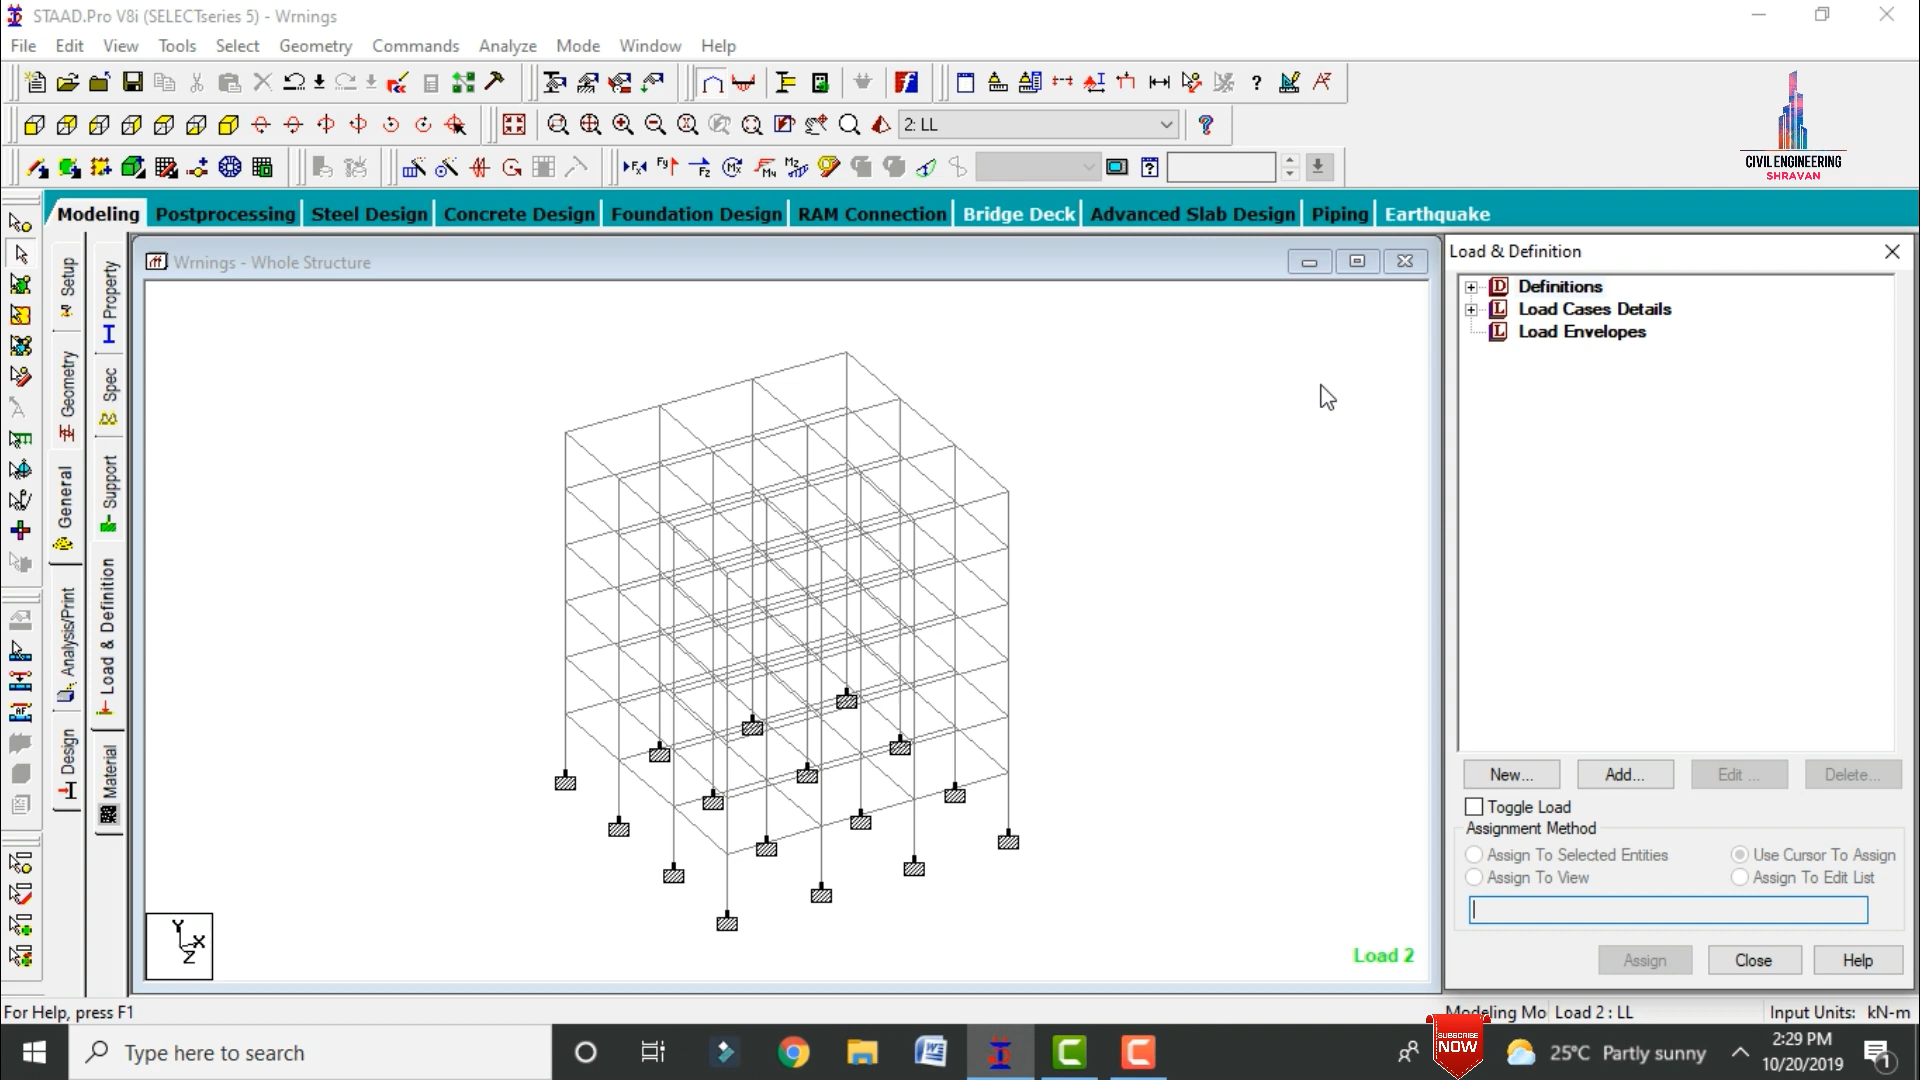 STAAD.Pro V8i (SELECTseries 5) - Wrnings
File Edit View Tools Select Geometry Commands Analyze Mode Window Help
2: LL
CIVIL ENGINEERING
SHRAVAN
Modeling Postprocessing Steel Design Concrete Design Foundation Design RAM Connection Bridge Deck Advanced Slab Design Piping Earthquake
Setup
Geometry
General
Analysis/Print
Design
Property
Spec
Support
Load & Definition
Material
Wrnings - Whole Structure
Load 2
Y
X
Z
Load & Definition
Definitions
Load Cases Details
Load Envelopes
New... Add... Edit ... Delete...
Toggle Load
Assignment Method
Assign To Selected Entities Use Cursor To Assign
Assign To View Assign To Edit List
Assign Close Help
For Help, press F1
Modeling Mo Load 2 : LL Input Units: kN-m
Type here to search
SUBSCRIBE
NOW
25°C Partly sunny
2:29 PM
10/20/2019
1